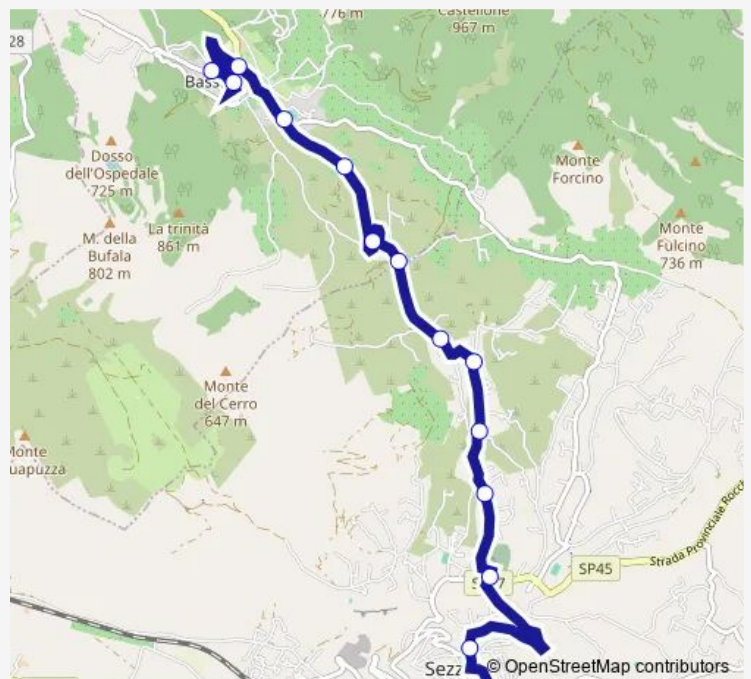 776 m
Castellone
967 m
28
Bass
Dosso
dell'Ospedale
725 m
Monte
Forcino
La trinità
861 m
M. della
Bufala
802 m
Monte
Fulcino
736 m
Monte
del Cerro
647 m
Monte
uapuzza
Strada Provinciale Rocc
SP45
S 7
Sezz
© OpenStreetMap contributors